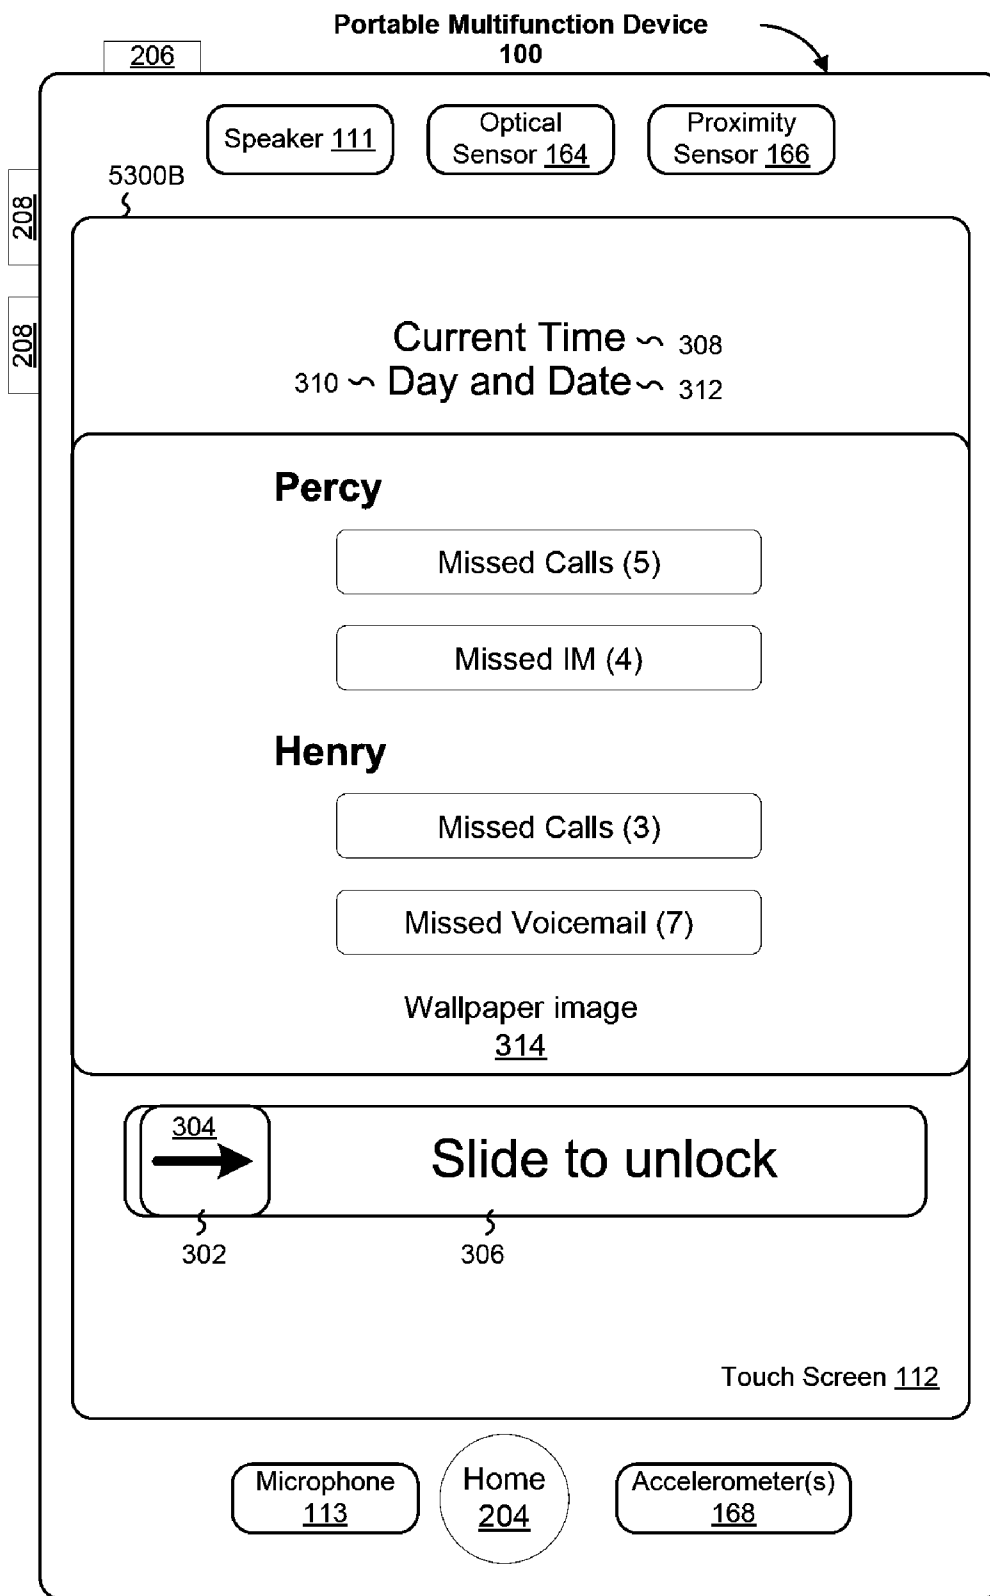 Portable Multifunction Device
100
206
Speaker 111
Optical
Sensor 164
Proximity
Sensor 166
5300B
208
208
Current Time 308
310 Day and Date 312
Percy
Missed Calls (5)
Missed IM (4)
Henry
Missed Calls (3)
Missed Voicemail (7)
Wallpaper image
314
304
Slide to unlock
302
306
Touch Screen 112
Microphone
113
Home
204
Accelerometer(s)
168